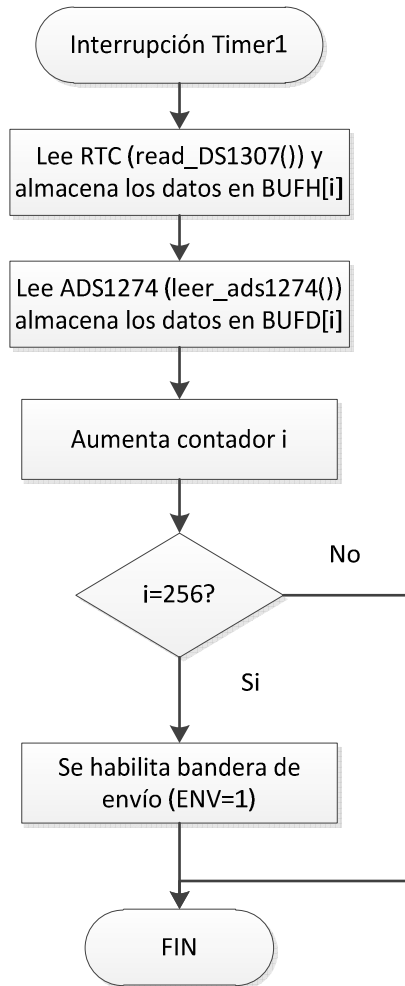 Interrupción Timer1
Lee RTC (read_DS1307()) y
almacena los datos en BUFH[i]
Lee ADS1274 (leer_ads1274())
almacena los datos en BUFD[i]
Aumenta contador i
i=256?
No
Si
Se habilita bandera de
envío (ENV=1)
FIN